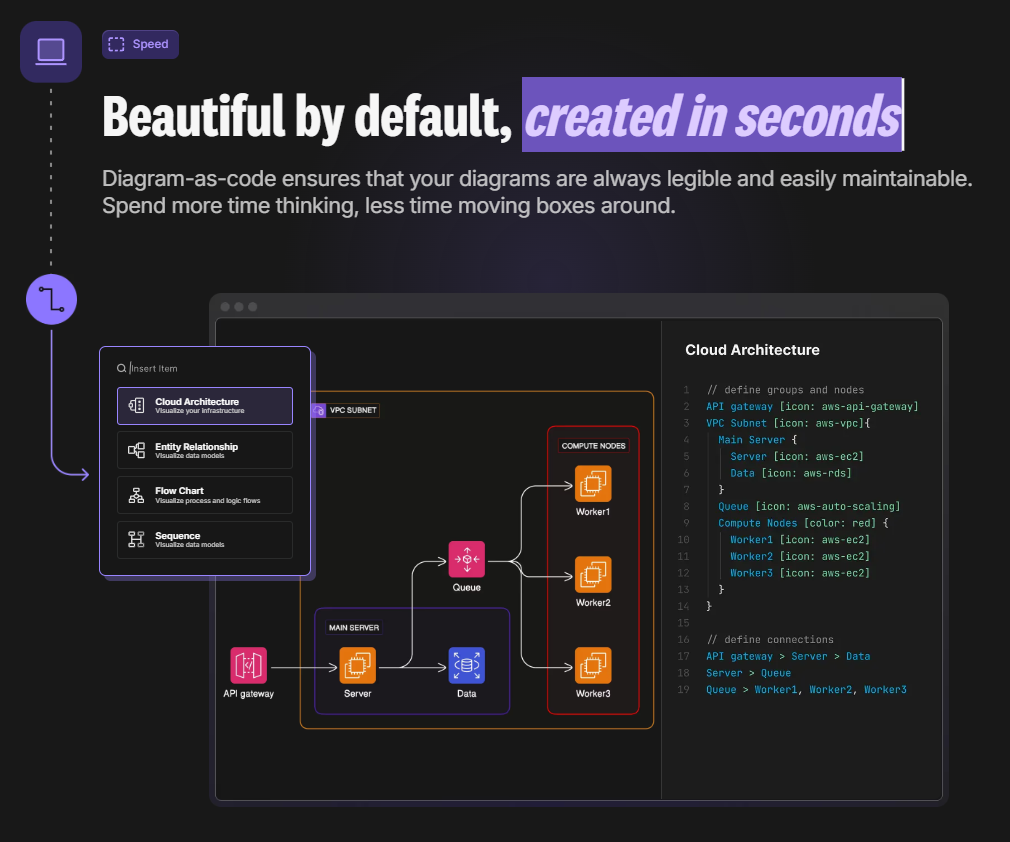 Speed
Beautiful by default, created in seconds
Diagram-as-code ensures that your diagrams are always legible and easily maintainable.
Spend more time thinking, less time moving boxes around.
Insert Item
Cloud Architecture
Visualize your infrastructure
Entity Relationship
Visualize data models
Flow Chart
Visualize process and logic flows
Sequence
Visualize data models
VPC SUBNET
COMPUTE NODES
Worker1
Queue
Worker2
MAIN SERVER
API gateway
Server
Data
Worker3
Cloud Architecture
1 // define groups and nodes
2 API gateway [icon: aws-api-gateway]
3 VPC Subnet [icon: aws-vpc]{
4 Main Server {
5 Server [icon: aws-ec2]
6 Data [icon: aws-rds]
7 }
8 Queue [icon: aws-auto-scaling]
9 Compute Nodes [color: red] {
10 Worker1 [icon: aws-ec2]
11 Worker2 [icon: aws-ec2]
12 Worker3 [icon: aws-ec2]
13 }
14 }
15
16 // define connections
17 API gateway > Server > Data
18 Server > Queue
19 Queue > Worker1, Worker2, Worker3